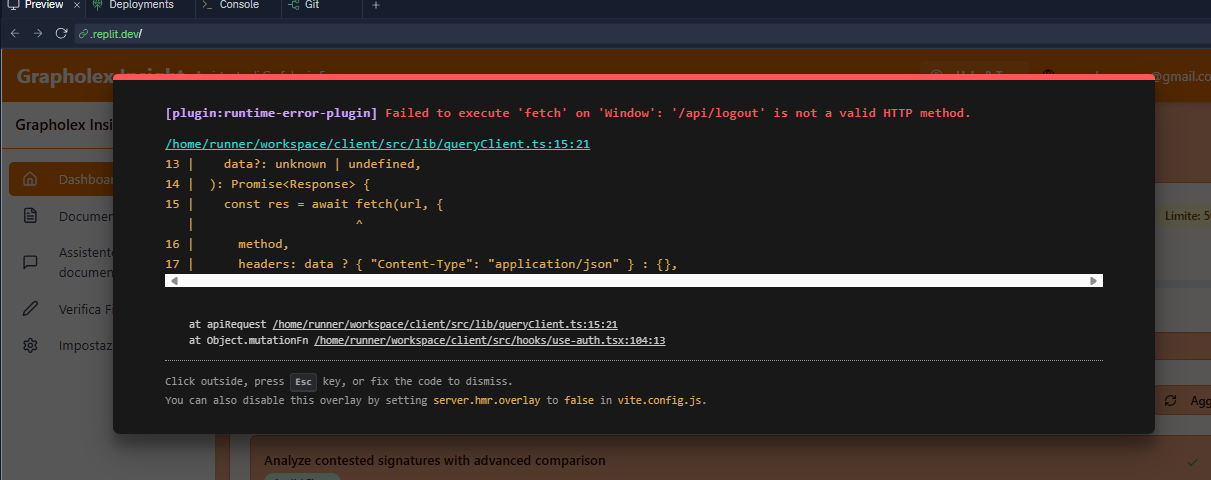 Preview × Deployments Console Git +
.replit.dev/
Grapholex Insight
@gmail.co
Grapholex Insi
[plugin:runtime-error-plugin] Failed to execute 'fetch' on 'Window': '/api/logout' is not a valid HTTP method.
/home/runner/workspace/client/src/lib/queryClient.ts:15:21
13 | data?: unknown | undefined,
14 | ): Promise<Response> {
15 | const res = await fetch(url, {
| ^
16 | method,
17 | headers: data ? { "Content-Type": "application/json" } : {},
at apiRequest /home/runner/workspace/client/src/lib/queryClient.ts:15:21
at Object.mutationFn /home/runner/workspace/client/src/hooks/use-auth.tsx:104:13
Click outside, press Esc key, or fix the code to dismiss.
You can also disable this overlay by setting server.hmr.overlay to false in vite.config.js.
Dashboa
Documen
Assistente
documen
Verifica Fi
Impostaz
Limite: 5
Agg
Analyze contested signatures with advanced comparison